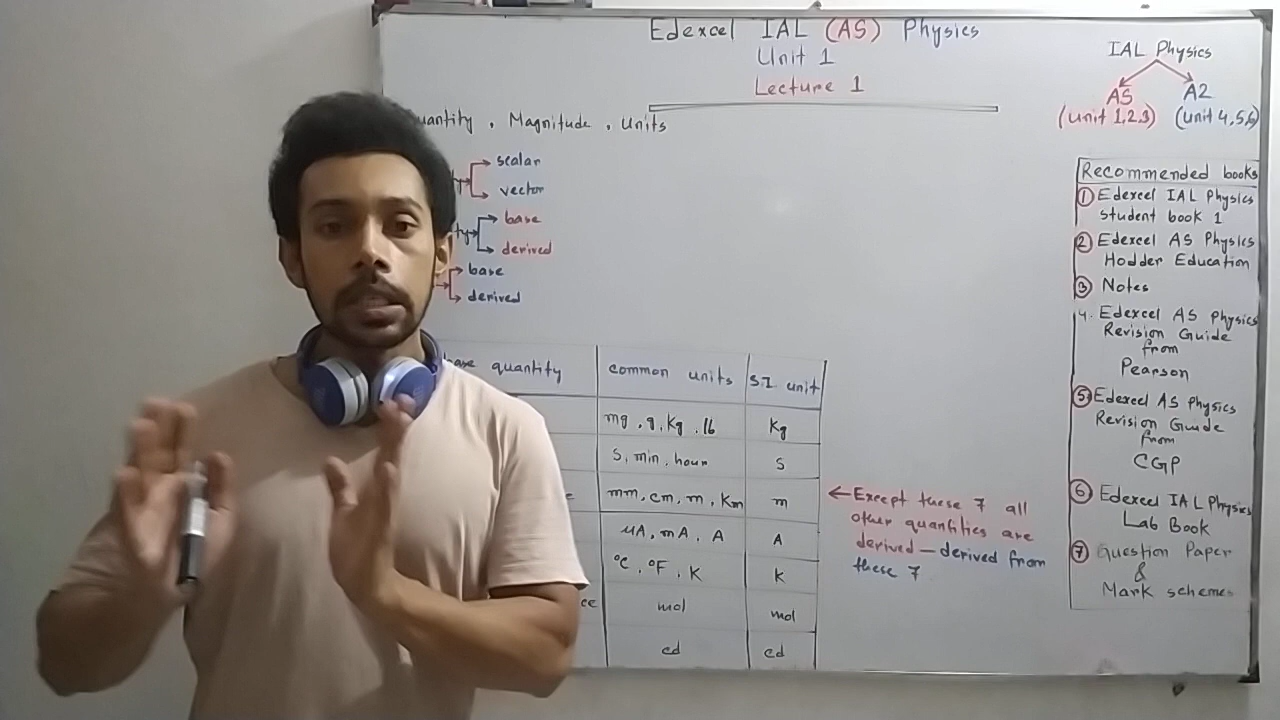 Edexcel IAL (AS) Physics
Unit 1
Lecture 1
Magnitude, Units
scalar
vector
base
derived
base
derived
base quantity common units S.I. unit
mg, g, Kg, lb Kg
S, min, hour s
mm, cm, m, Km m
μA, mA, A A
°C, °F, K K
mol mol
cd cd
← Except these 7 all
other quantities are
derived — derived from
these 7
IAL Physics
AS A2
(unit 1,2,3) (unit 4,5,6)
Recommended books
① Edexcel IAL Physics
student book 1
② Edexcel AS Physics
Hodder Education
③ Notes
4. Edexcel AS Physics
Revision Guide
from
Pearson
⑤ Edexcel AS Physics
Revision Guide
from
CGP
⑥ Edexcel IAL Physics
Lab Book
⑦ Question Paper
&
Mark schemes